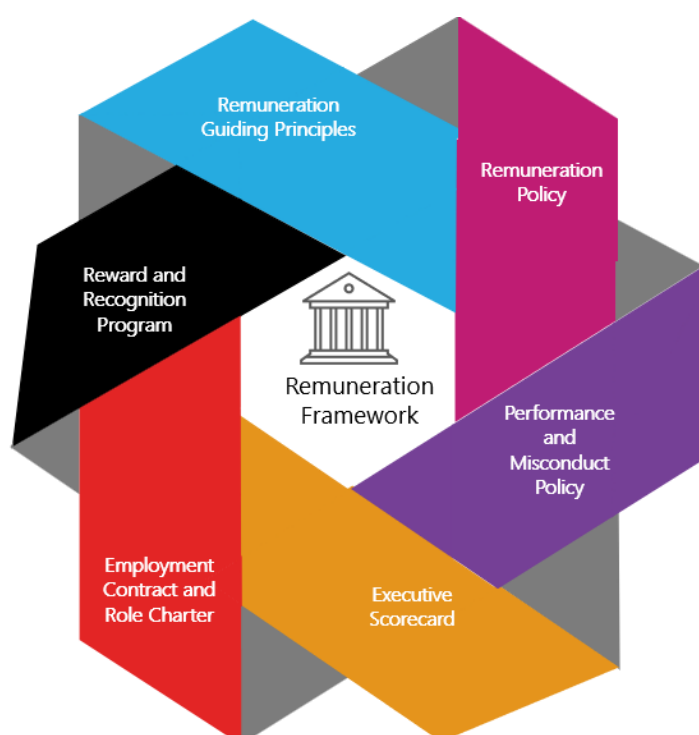 Remuneration
Guiding Principles
Remuneration
Policy
Reward and
Recognition
Program
Remuneration
Framework
Performance
and
Misconduct
Policy
Employment
Contract and
Role Charter
Executive
Scorecard